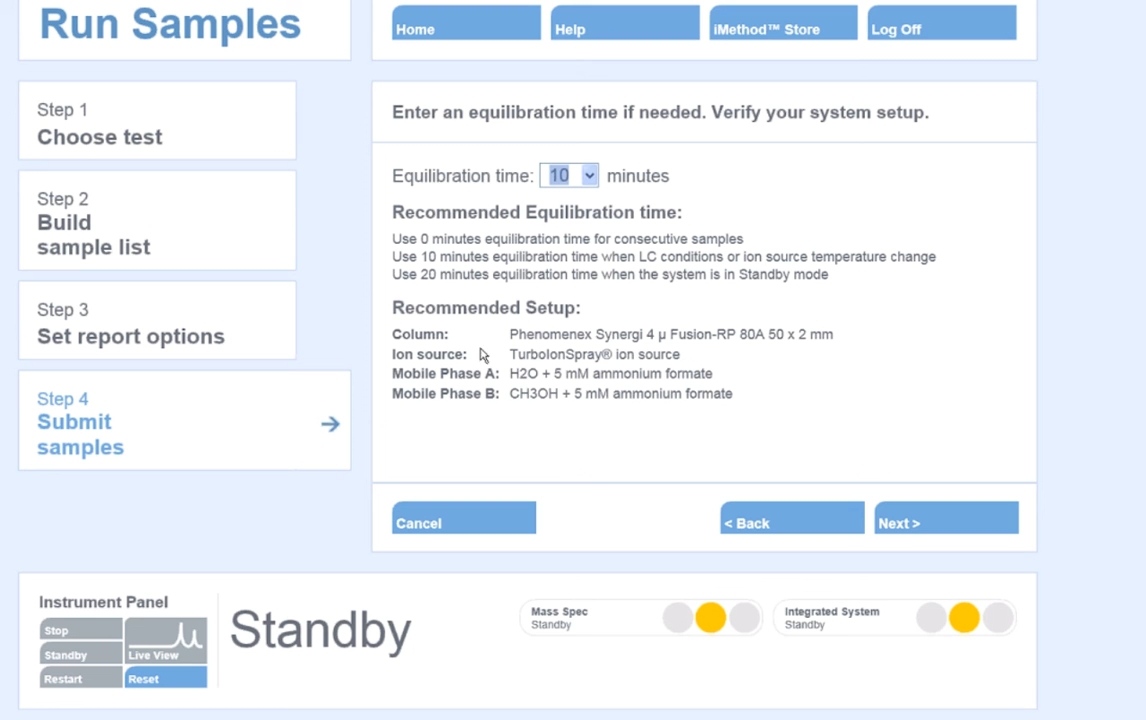 Run Samples
Home
Help
iMethod™ Store
Log Off
Step 1
Choose test
Step 2
Build
sample list
Step 3
Set report options
Step 4
Submit
samples
Enter an equilibration time if needed. Verify your system setup.
Equilibration time: 10 minutes
Recommended Equilibration time:
Use 0 minutes equilibration time for consecutive samples
Use 10 minutes equilibration time when LC conditions or ion source temperature change
Use 20 minutes equilibration time when the system is in Standby mode
Recommended Setup:
Column: Phenomenex Synergi 4 µ Fusion-RP 80A 50 x 2 mm
Ion source: TurboIonSpray® ion source
Mobile Phase A: H2O + 5 mM ammonium formate
Mobile Phase B: CH3OH + 5 mM ammonium formate
Cancel
< Back
Next >
Instrument Panel
Stop
Standby
Live View
Restart
Reset
Standby
Mass Spec
Standby
Integrated System
Standby